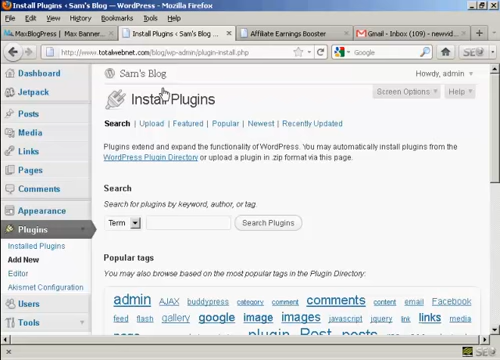 Install Plugins ‹ Sam's Blog — WordPress - Mozilla Firefox
File Edit View History Bookmarks Tools Help
MaxBlogPress | Max Banner... Install Plugins ‹ Sam's Blog — W... Affiliate Earnings Booster Gmail - Inbox (409) - newvid...
http://www.totalwebnet.com/blog/wp-admin/plugin-install.php Google
Dashboard
Jetpack
Posts
Media
Links
Pages
Comments
Appearance
Plugins
Installed Plugins
Add New
Editor
Akismet Configuration
Users
Tools
Sam's Blog Howdy, admin
Install Plugins Screen Options Help
Search | Upload | Featured | Popular | Newest | Recently Updated
Plugins extend and expand the functionality of WordPress. You may automatically install plugins from the
WordPress Plugin Directory or upload a plugin in .zip format via this page.
Search
Search for plugins by keyword, author, or tag.
Term Search Plugins
Popular tags
You may also browse based on the most popular tags in the Plugin Directory:
admin AJAX buddypress category comment comments content email Facebook
feed flash gallery google image images javascript jquery link links media
plugin Post posts